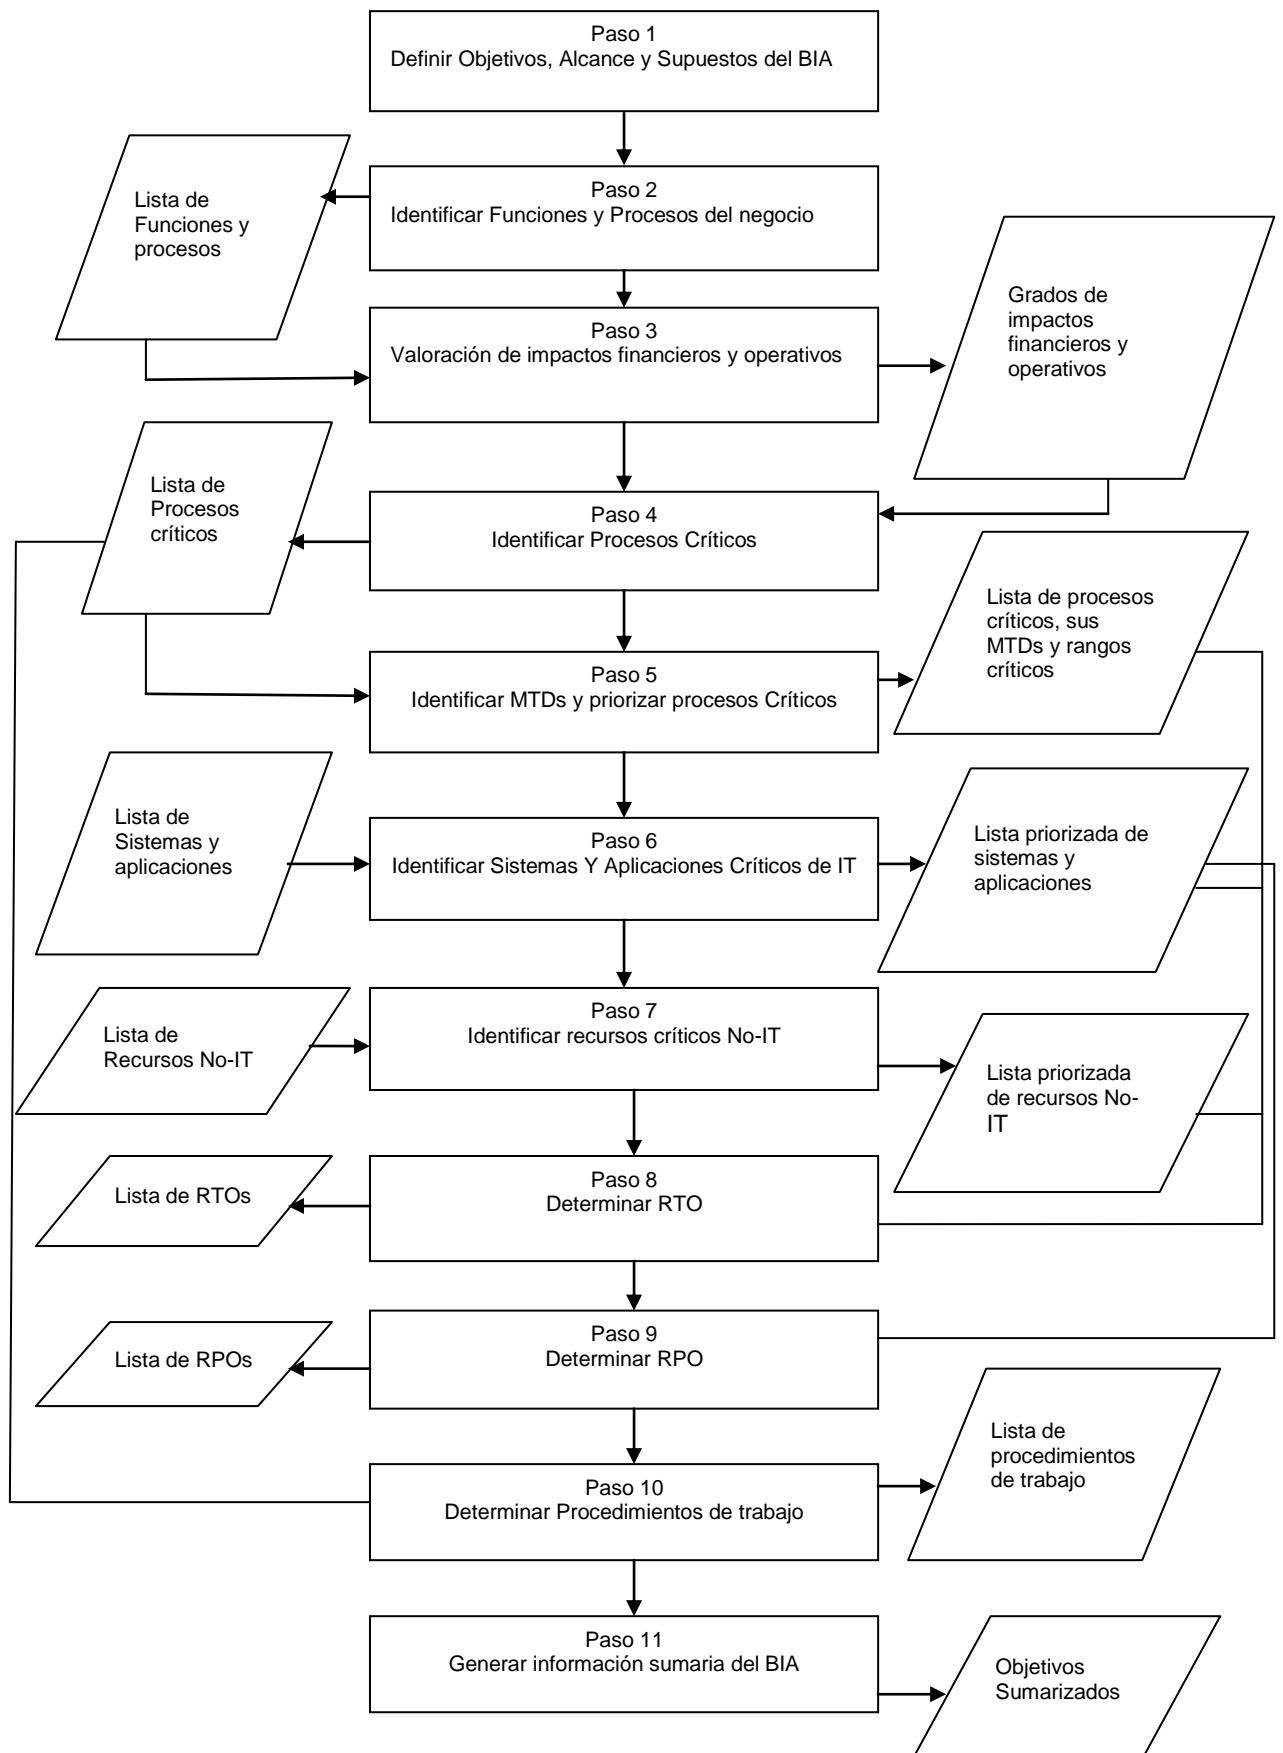 Paso 1
Definir Objetivos, Alcance y Supuestos del BIA
Lista de
Funciones y
procesos
Paso 2
Identificar Funciones y Procesos del negocio
Paso 3
Valoración de impactos financieros y operativos
Grados de
impactos
financieros y
operativos
Lista de
Procesos
críticos
Paso 4
Identificar Procesos Críticos
Lista de procesos
críticos, sus
MTDs y rangos
críticos
Paso 5
Identificar MTDs y priorizar procesos Críticos
Lista de
Sistemas y
aplicaciones
Paso 6
Identificar Sistemas Y Aplicaciones Críticos de IT
Lista priorizada de
sistemas y
aplicaciones
Lista de
Recursos No-IT
Paso 7
Identificar recursos críticos No-IT
Lista priorizada
de recursos No-
IT
Lista de RTOs
Paso 8
Determinar RTO
Lista de RPOs
Paso 9
Determinar RPO
Lista de
procedimientos
de trabajo
Paso 10
Determinar Procedimientos de trabajo
Paso 11
Generar información sumaria del BIA
Objetivos
Sumarizados